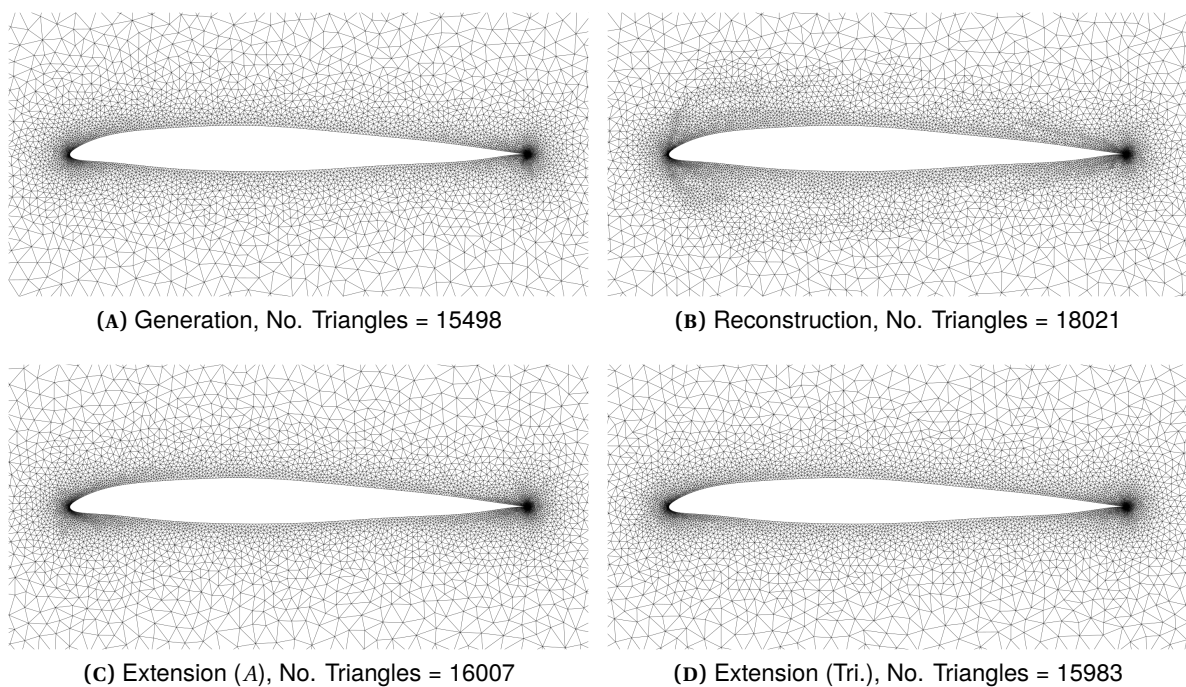 (A) Generation, No. Triangles = 15498
(B) Reconstruction, No. Triangles = 18021
(C) Extension (A), No. Triangles = 16007
(D) Extension (Tri.), No. Triangles = 15983